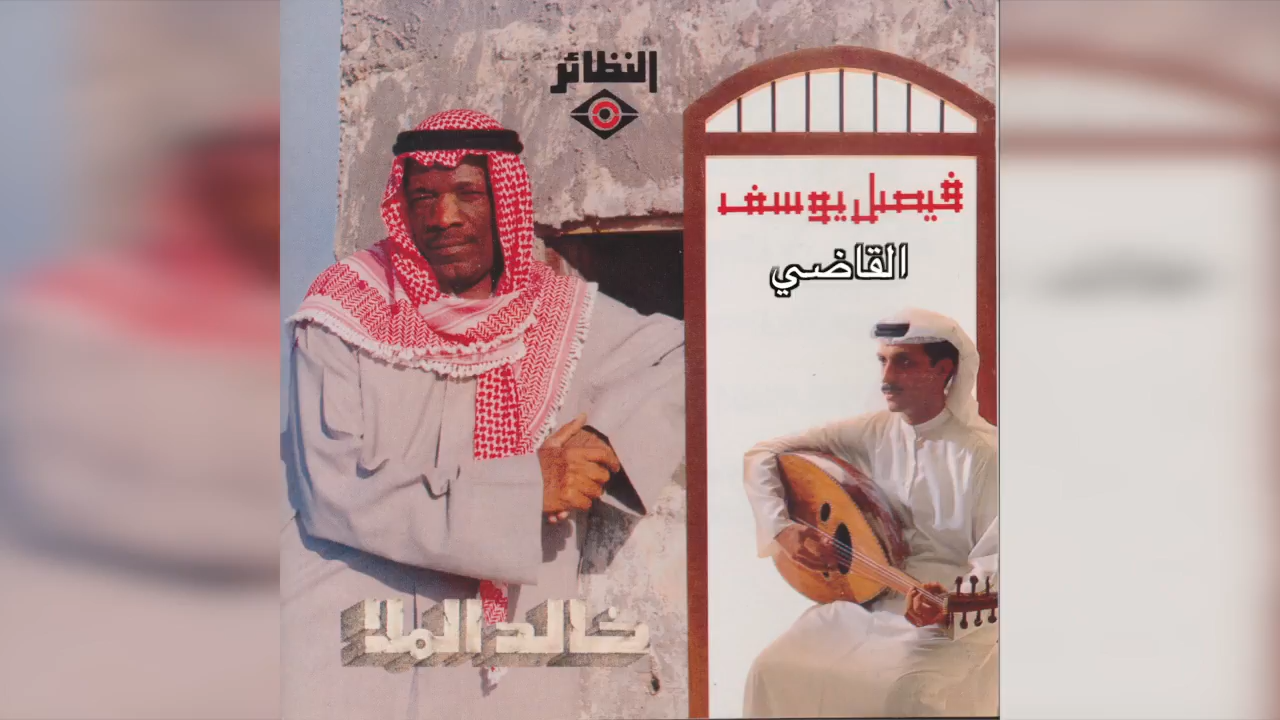 النظائر
فيصل يوسف
القاضي
خالد الملا